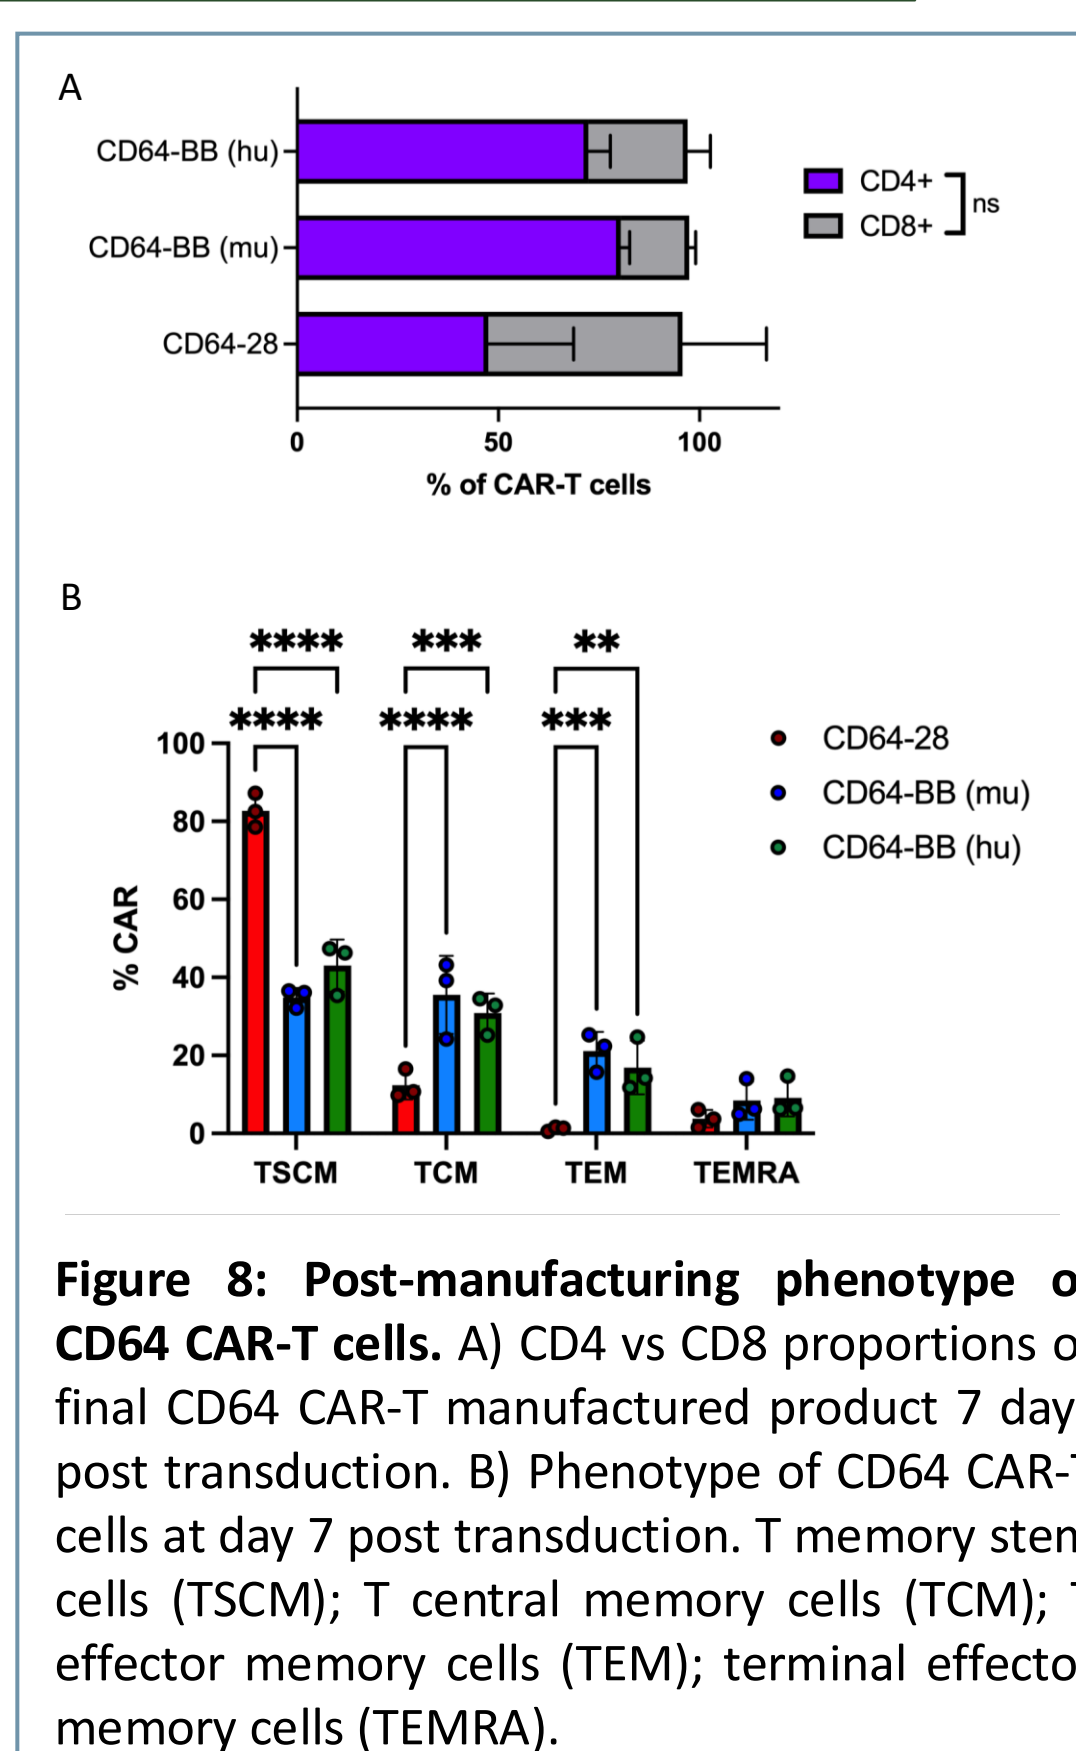 A
CD64-BB (hu)
CD64-BB (mu)
CD64-28
0 50 100
% of CAR-T cells
CD4+
CD8+
ns
B
**** *** **
**** **** ***
100
80
60
40
20
0
% CAR
TSCM TCM TEM TEMRA
CD64-28
CD64-BB (mu)
CD64-BB (hu)
Figure 8: Post-manufacturing phenotype o
CD64 CAR-T cells. A) CD4 vs CD8 proportions o
final CD64 CAR-T manufactured product 7 day
post transduction. B) Phenotype of CD64 CAR-T
cells at day 7 post transduction. T memory stem
cells (TSCM); T central memory cells (TCM); T
effector memory cells (TEM); terminal effecto
memory cells (TEMRA).